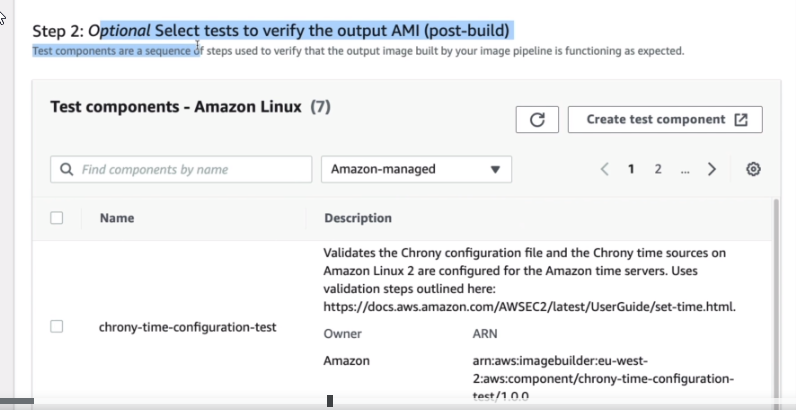 Step 2: Optional Select tests to verify the output AMI (post-build)
Test components are a sequence of steps used to verify that the output image built by your image pipeline is functioning as expected.
Test components - Amazon Linux (7)
Create test component
Find components by name
Amazon-managed
1 2 ...
Name Description
Validates the Chrony configuration file and the Chrony time sources on
Amazon Linux 2 are configured for the Amazon time servers. Uses
validation steps outlined here:
https://docs.aws.amazon.com/AWSEC2/latest/UserGuide/set-time.html.
chrony-time-configuration-test
Owner ARN
Amazon arn:aws:imagebuilder:eu-west-
2:aws:component/chrony-time-configuration-
test/1.0.0